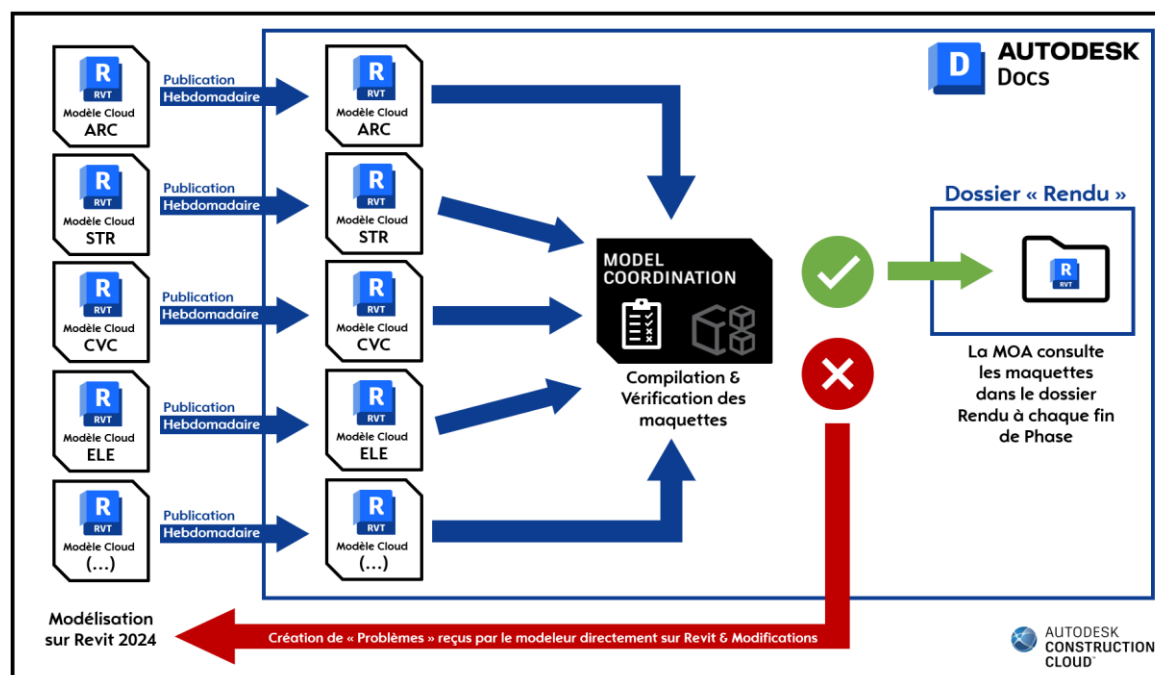 R
RVT
Modèle Cloud
ARC
Publication
Hebdomadaire
R
RVT
Modèle Cloud
ARC
D
AUTODESK
Docs
R
RVT
Modèle Cloud
STR
Publication
Hebdomadaire
R
RVT
Modèle Cloud
STR
R
RVT
Modèle Cloud
CVC
Publication
Hebdomadaire
R
RVT
Modèle Cloud
CVC
R
RVT
Modèle Cloud
ELE
Publication
Hebdomadaire
R
RVT
Modèle Cloud
ELE
R
RVT
Modèle Cloud
(...)
Publication
Hebdomadaire
R
RVT
Modèle Cloud
(...)
MODEL
COORDINATION
Compilation &
Vérification des
maquettes
Dossier « Rendu »
R
RVT
La MOA consulte
les maquettes
dans le dossier
Rendu à chaque fin
de Phase
Modélisation
sur Revit 2024
Création de « Problèmes » reçus par le modeleur directement sur Revit & Modifications
AUTODESK
CONSTRUCTION
CLOUD